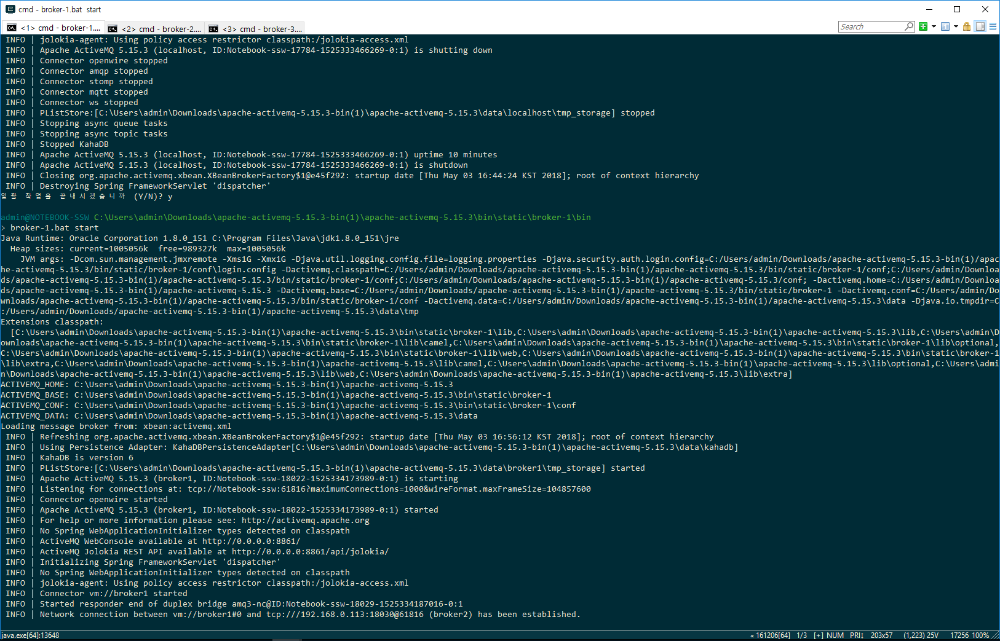 cmd - broker-1.bat  start
<1> cmd - broker-1....
<2> cmd - broker-2....
<3> cmd - broker-3....
Search
INFO | jolokia-agent: Using policy access restrictor classpath:/jolokia-access.xml
INFO | Apache ActiveMQ 5.15.3 (localhost, ID:Notebook-ssw-17784-1525333466269-0:1) is shutting down
INFO | Connector openwire stopped
INFO | Connector amqp stopped
INFO | Connector stomp stopped
INFO | Connector mqtt stopped
INFO | Connector ws stopped
INFO | PListStore:[C:\Users\admin\Downloads\apache-activemq-5.15.3-bin(1)\apache-activemq-5.15.3\data\localhost\tmp_storage] stopped
INFO | Stopping async queue tasks
INFO | Stopping async topic tasks
INFO | Stopped KahaDB
INFO | Apache ActiveMQ 5.15.3 (localhost, ID:Notebook-ssw-17784-1525333466269-0:1) uptime 10 minutes
INFO | Apache ActiveMQ 5.15.3 (localhost, ID:Notebook-ssw-17784-1525333466269-0:1) is shutdown
INFO | Closing org.apache.activemq.xbean.XBeanBrokerFactory$1@e45f292: startup date [Thu May 03 16:44:24 KST 2018]; root of context hierarchy
INFO | Destroying Spring FrameworkServlet 'dispatcher'
일괄 작업을 끝내시겠습니까 (Y/N)? y
admin@NOTEBOOK-SSW C:\Users\admin\Downloads\apache-activemq-5.15.3-bin(1)\apache-activemq-5.15.3\bin\static\broker-1\bin
> broker-1.bat start
Java Runtime: Oracle Corporation 1.8.0_151 C:\Program Files\Java\jdk1.8.0_151\jre
Heap sizes: current=1005056k  free=989327k  max=1005056k
JVM args: -Dcom.sun.management.jmxremote -Xms1G -Xmx1G -Djava.util.logging.config.file=logging.properties -Djava.security.auth.login.config=C:/Users/admin/Downloads/apache-activemq-5.15.3-bin(1)/apac
he-activemq-5.15.3/bin/static/broker-1/conf\login.config -Dactivemq.classpath=C:/Users/admin/Downloads/apache-activemq-5.15.3-bin(1)/apache-activemq-5.15.3/bin/static/broker-1/conf;C:/Users/admin/Downloa
ds/apache-activemq-5.15.3-bin(1)/apache-activemq-5.15.3/bin/static/broker-1/conf;C:/Users/admin/Downloads/apache-activemq-5.15.3-bin(1)/apache-activemq-5.15.3/conf; -Dactivemq.home=C:/Users/admin/Downloa
ds/apache-activemq-5.15.3-bin(1)/apache-activemq-5.15.3 -Dactivemq.base=C:/Users/admin/Downloads/apache-activemq-5.15.3-bin(1)/apache-activemq-5.15.3/bin/static/broker-1 -Dactivemq.conf=C:/Users/admin/Do
wnloads/apache-activemq-5.15.3-bin(1)/apache-activemq-5.15.3/bin/static/broker-1/conf -Dactivemq.data=C:/Users/admin/Downloads/apache-activemq-5.15.3-bin(1)/apache-activemq-5.15.3\data -Djava.io.tmpdir=C
:/Users/admin/Downloads/apache-activemq-5.15.3-bin(1)/apache-activemq-5.15.3\data\tmp
Extensions classpath:
[C:\Users\admin\Downloads\apache-activemq-5.15.3-bin(1)\apache-activemq-5.15.3\bin\static\broker-1\lib,C:\Users\admin\Downloads\apache-activemq-5.15.3-bin(1)\apache-activemq-5.15.3\lib,C:\Users\admin\D
ownloads\apache-activemq-5.15.3-bin(1)\apache-activemq-5.15.3\bin\static\broker-1\lib\camel,C:\Users\admin\Downloads\apache-activemq-5.15.3-bin(1)\apache-activemq-5.15.3\bin\static\broker-1\lib\optional,
C:\Users\admin\Downloads\apache-activemq-5.15.3-bin(1)\apache-activemq-5.15.3\bin\static\broker-1\lib\web,C:\Users\admin\Downloads\apache-activemq-5.15.3-bin(1)\apache-activemq-5.15.3\bin\static\broker-1
\lib\extra,C:\Users\admin\Downloads\apache-activemq-5.15.3-bin(1)\apache-activemq-5.15.3\lib\camel,C:\Users\admin\Downloads\apache-activemq-5.15.3-bin(1)\apache-activemq-5.15.3\lib\optional,C:\Users\admi
n\Downloads\apache-activemq-5.15.3-bin(1)\apache-activemq-5.15.3\lib\web,C:\Users\admin\Downloads\apache-activemq-5.15.3-bin(1)\apache-activemq-5.15.3\lib\extra]
ACTIVEMQ_HOME: C:\Users\admin\Downloads\apache-activemq-5.15.3-bin(1)\apache-activemq-5.15.3
ACTIVEMQ_BASE: C:\Users\admin\Downloads\apache-activemq-5.15.3-bin(1)\apache-activemq-5.15.3\bin\static\broker-1
ACTIVEMQ_CONF: C:\Users\admin\Downloads\apache-activemq-5.15.3-bin(1)\apache-activemq-5.15.3\bin\static\broker-1\conf
ACTIVEMQ_DATA: C:\Users\admin\Downloads\apache-activemq-5.15.3-bin(1)\apache-activemq-5.15.3\data
Loading message broker from: xbean:activemq.xml
INFO | Refreshing org.apache.activemq.xbean.XBeanBrokerFactory$1@e45f292: startup date [Thu May 03 16:56:12 KST 2018]; root of context hierarchy
INFO | Using Persistence Adapter: KahaDBPersistenceAdapter[C:\Users\admin\Downloads\apache-activemq-5.15.3-bin(1)\apache-activemq-5.15.3\data\kahadb]
INFO | KahaDB is version 6
INFO | PListStore:[C:\Users\admin\Downloads\apache-activemq-5.15.3-bin(1)\apache-activemq-5.15.3\data\broker1\tmp_storage] started
INFO | Apache ActiveMQ 5.15.3 (broker1, ID:Notebook-ssw-18022-1525334173989-0:1) is starting
INFO | Listening for connections at: tcp://Notebook-ssw:61816?maximumConnections=1000&wireFormat.maxFrameSize=104857600
INFO | Connector openwire started
INFO | Apache ActiveMQ 5.15.3 (broker1, ID:Notebook-ssw-18022-1525334173989-0:1) started
INFO | For help or more information please see: http://activemq.apache.org
INFO | No Spring WebApplicationInitializer types detected on classpath
INFO | ActiveMQ WebConsole available at http://0.0.0.0:8861/
INFO | ActiveMQ Jolokia REST API available at http://0.0.0.0:8861/api/jolokia/
INFO | Initializing Spring FrameworkServlet 'dispatcher'
INFO | No Spring WebApplicationInitializer types detected on classpath
INFO | jolokia-agent: Using policy access restrictor classpath:/jolokia-access.xml
INFO | Connector vm://broker1 started
INFO | Started responder end of duplex bridge amq3-nc@ID:Notebook-ssw-18029-1525334187016-0:1
INFO | Network connection between vm://broker1#0 and tcp:///192.168.0.113:18030@61816 (broker2) has been established.
java.exe[64]:13648
« 161206[64]  1/3  [+] NUM  PRI↕  203x57  (1,223) 25V  17256 100%